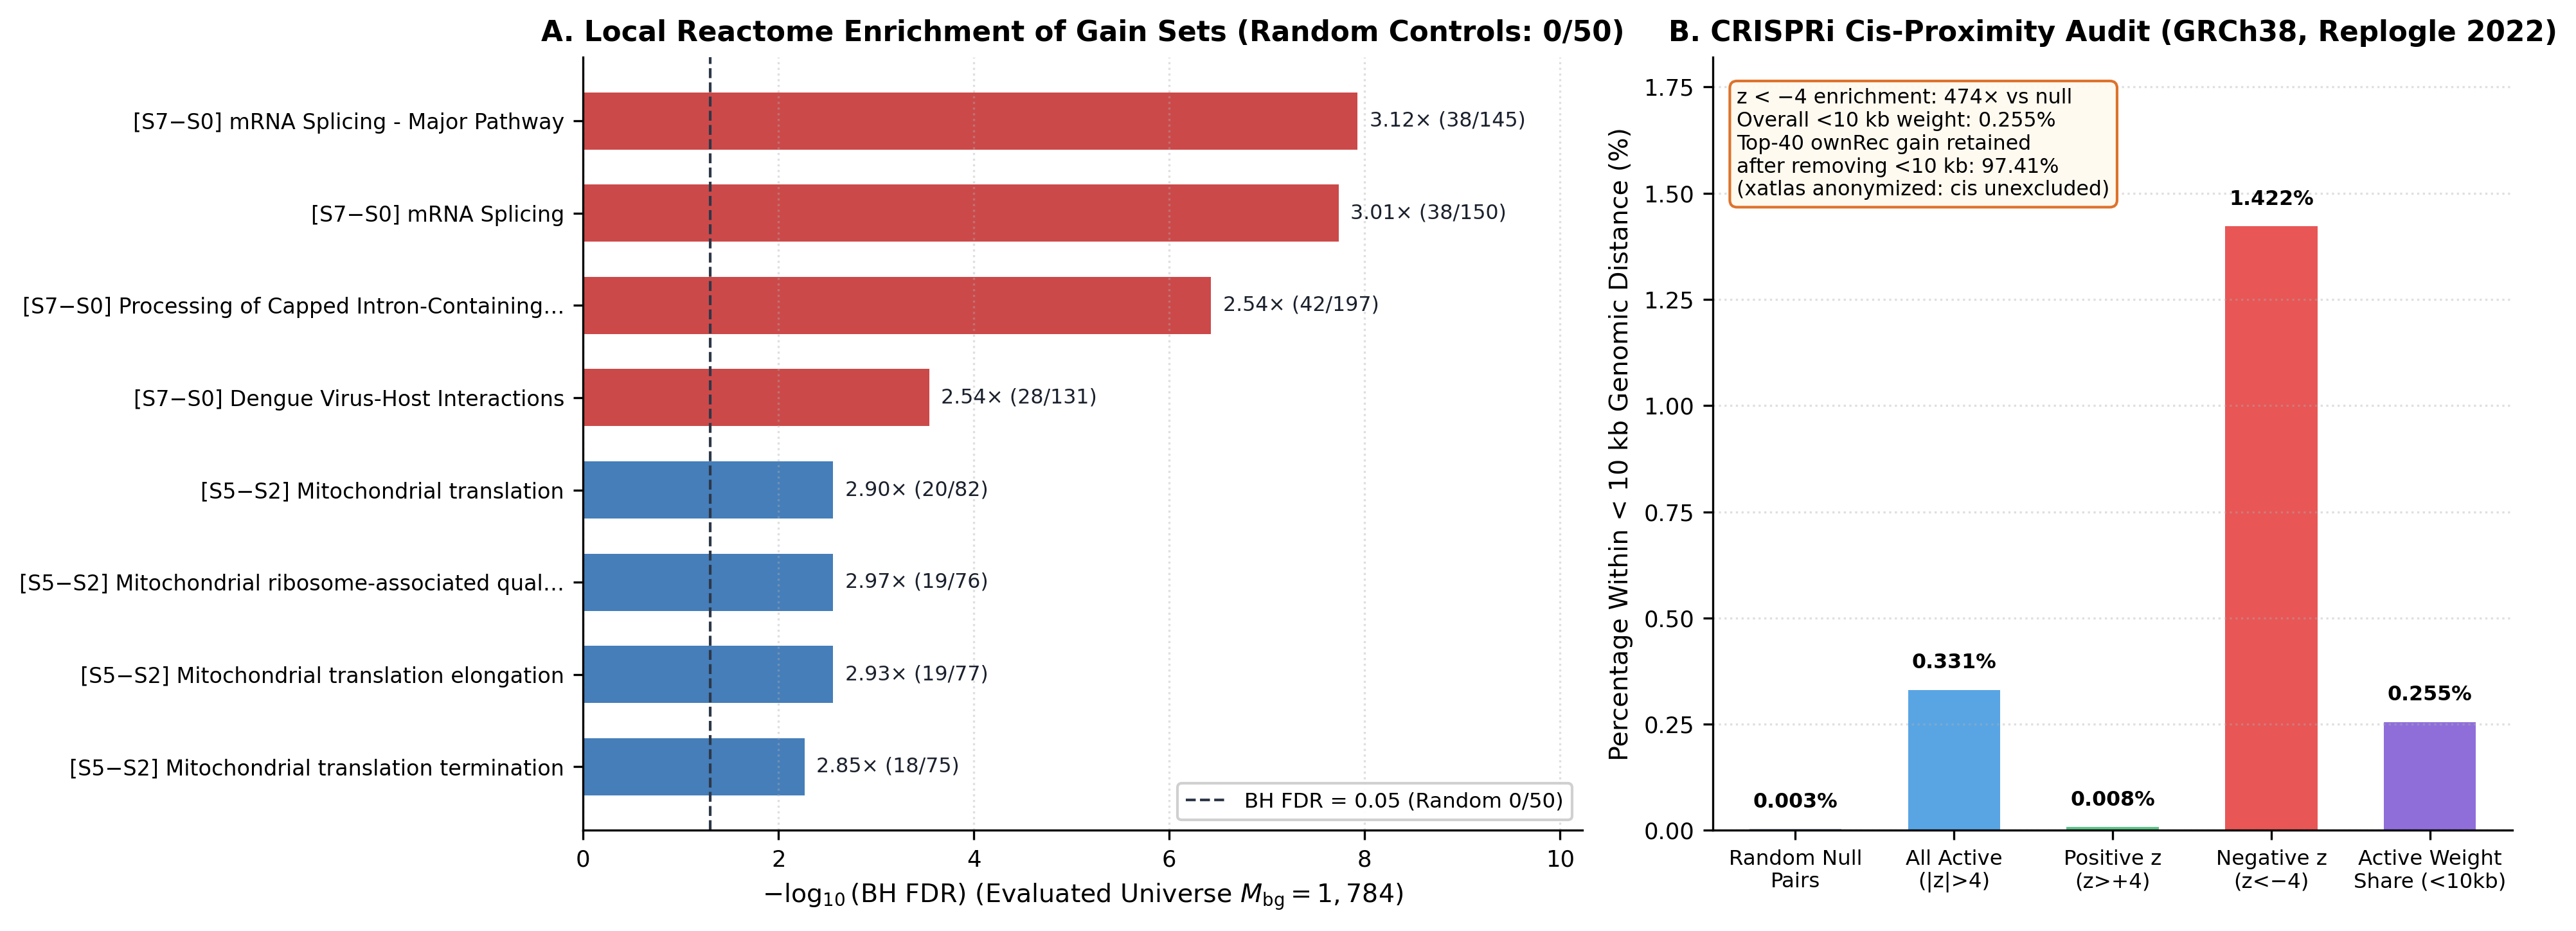 A. Local Reactome Enrichment of Gain Sets (Random Controls: 0/50)
[S7−S0] mRNA Splicing - Major Pathway
3.12× (38/145)
[S7−S0] mRNA Splicing
3.01× (38/150)
[S7−S0] Processing of Capped Intron-Containing…
2.54× (42/197)
[S7−S0] Dengue Virus-Host Interactions
2.54× (28/131)
[S5−S2] Mitochondrial translation
2.90× (20/82)
[S5−S2] Mitochondrial ribosome-associated qual…
2.97× (19/76)
[S5−S2] Mitochondrial translation elongation
2.93× (19/77)
[S5−S2] Mitochondrial translation termination
2.85× (18/75)
BH FDR = 0.05 (Random 0/50)
0 2 4 6 8 10
−log₁₀(BH FDR) (Evaluated Universe M_bg = 1, 784)
B. CRISPRi Cis-Proximity Audit (GRCh38, Replogle 2022)
Percentage Within < 10 kb Genomic Distance (%)
1.75
1.50
1.25
1.00
0.75
0.50
0.25
0.00
z < −4 enrichment: 474× vs null
Overall <10 kb weight: 0.255%
Top-40 ownRec gain retained
after removing <10 kb: 97.41%
(xatlas anonymized: cis unexcluded)
0.003%
0.331%
0.008%
1.422%
0.255%
Random Null
Pairs
All Active
(|z|>4)
Positive z
(z>+4)
Negative z
(z<−4)
Active Weight
Share (<10kb)